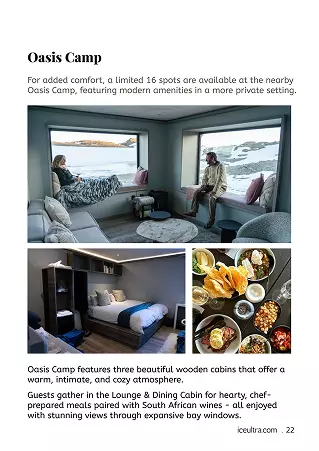 Oasis Camp
For added comfort, a limited 16 spots are available at the nearby
Oasis Camp, featuring modern amenities in a more private setting.
Oasis Camp features three beautiful wooden cabins that offer a
warm, intimate, and cozy atmosphere.
Guests gather in the Lounge & Dining Cabin for hearty, chef-
prepared meals paired with South African wines - all enjoyed
with stunning views through expansive bay windows.
iceultra.com . 22